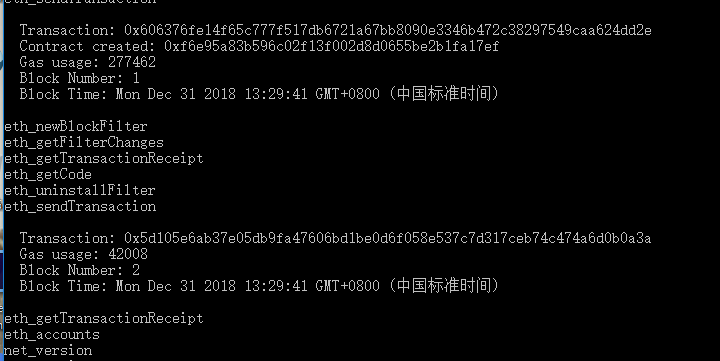 eth_sendTransaction
Transaction: 0x606376fe14f65c777f517db6721a67bb8090e3346b472c38297549caa624dd2e
Contract created: 0xf6e95a83b596c02f13f002d8d0655be2b1fa17ef
Gas usage: 277462
Block Number: 1
Block Time: Mon Dec 31 2018 13:29:41 GMT+0800 (中国标准时间)
eth_newBlockFilter
eth_getFilterChanges
eth_getTransactionReceipt
eth_getCode
eth_uninstallFilter
eth_sendTransaction
Transaction: 0x5d105e6ab37e05db9fa47606bd1be0d6f058e537c7d317ceb74c474a6d0b0a3a
Gas usage: 42008
Block Number: 2
Block Time: Mon Dec 31 2018 13:29:41 GMT+0800 (中国标准时间)
eth_getTransactionReceipt
eth_accounts
net_version